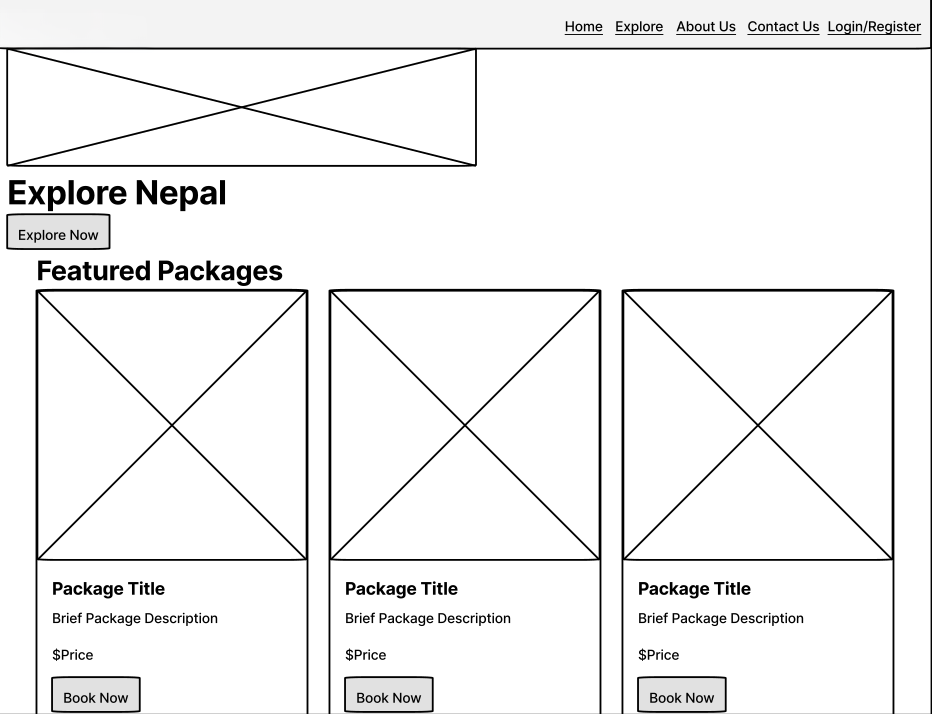 Home Explore About Us Contact Us Login/Register
Explore Nepal
Explore Now
Featured Packages
Package Title
Brief Package Description
$Price
Book Now
Package Title
Brief Package Description
$Price
Book Now
Package Title
Brief Package Description
$Price
Book Now